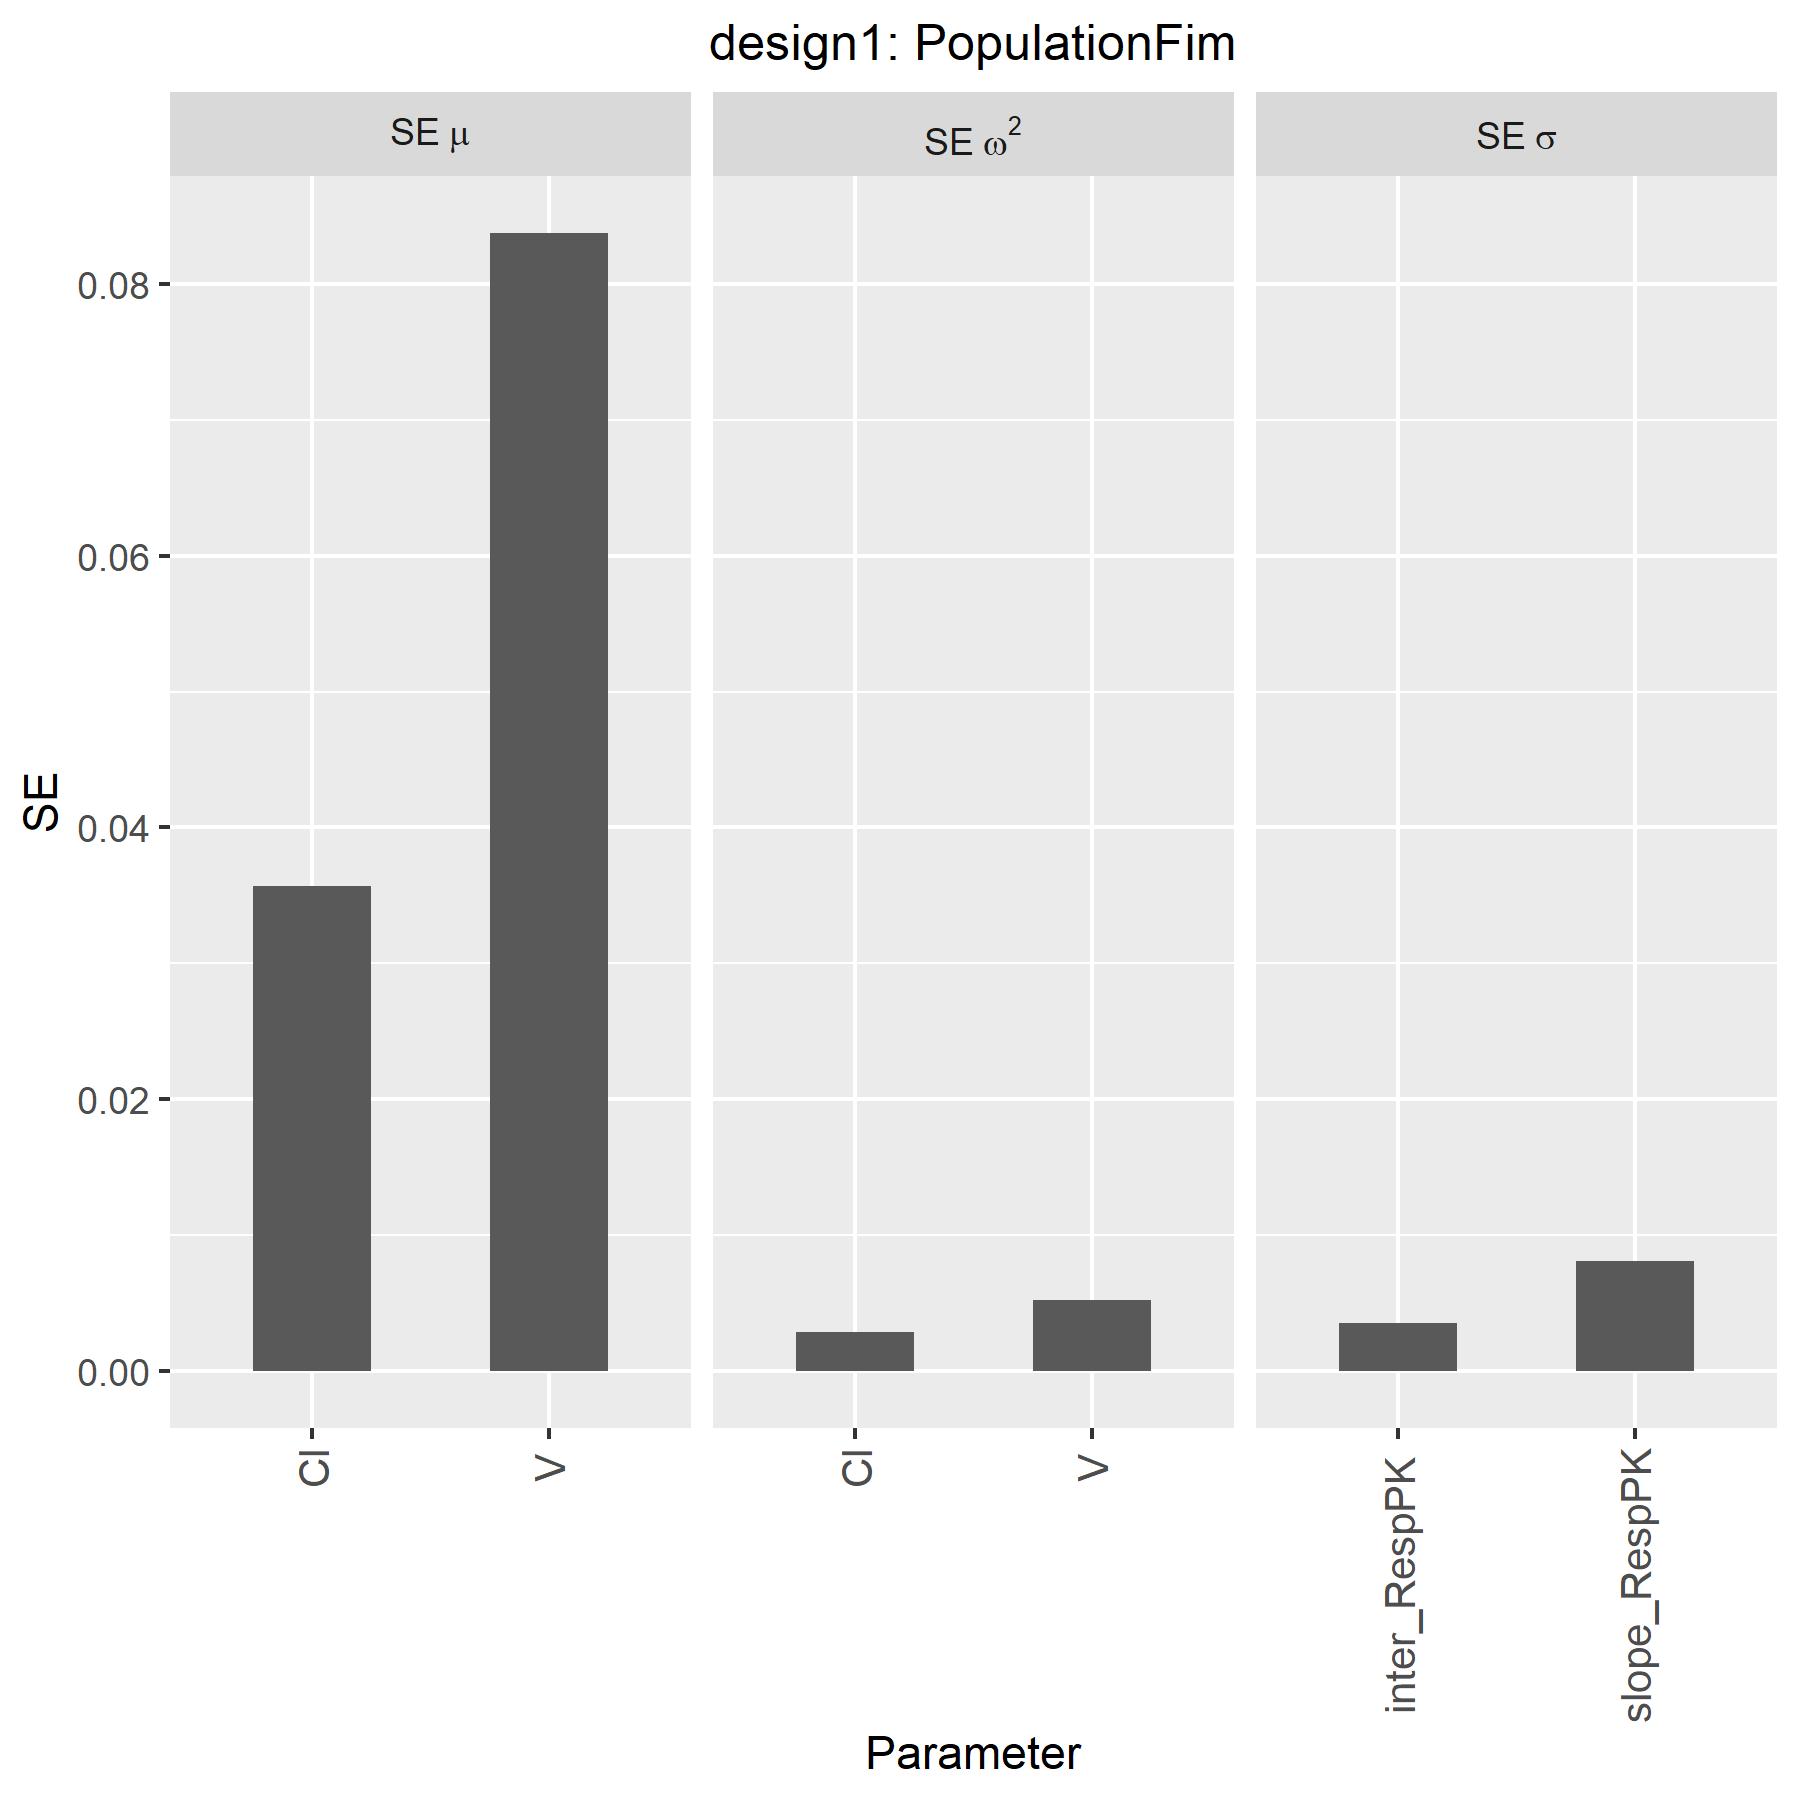 design1: PopulationFim
SE μ
SE ω²
SE σ
SE
0.08
0.06
0.04
0.02
0.00
Cl
V
Cl
V
inter_RespPK
slope_RespPK
Parameter